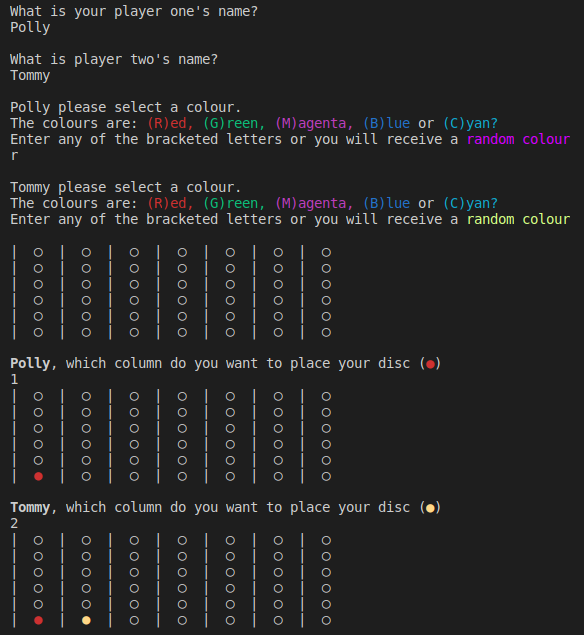 What is your player one's name?
Polly
What is player two's name?
Tommy
Polly please select a colour.
The colours are: (R)ed, (G)reen, (M)agenta, (B)lue or (C)yan?
Enter any of the bracketed letters or you will receive a random colour
r
Tommy please select a colour.
The colours are: (R)ed, (G)reen, (M)agenta, (B)lue or (C)yan?
Enter any of the bracketed letters or you will receive a random colour
| ○ | ○ | ○ | ○ | ○ | ○ | ○
| ○ | ○ | ○ | ○ | ○ | ○ | ○
| ○ | ○ | ○ | ○ | ○ | ○ | ○
| ○ | ○ | ○ | ○ | ○ | ○ | ○
| ○ | ○ | ○ | ○ | ○ | ○ | ○
| ○ | ○ | ○ | ○ | ○ | ○ | ○
Polly, which column do you want to place your disc (●)
1
| ○ | ○ | ○ | ○ | ○ | ○ | ○
| ○ | ○ | ○ | ○ | ○ | ○ | ○
| ○ | ○ | ○ | ○ | ○ | ○ | ○
| ○ | ○ | ○ | ○ | ○ | ○ | ○
| ○ | ○ | ○ | ○ | ○ | ○ | ○
| ● | ○ | ○ | ○ | ○ | ○ | ○
Tommy, which column do you want to place your disc (●)
2
| ○ | ○ | ○ | ○ | ○ | ○ | ○
| ○ | ○ | ○ | ○ | ○ | ○ | ○
| ○ | ○ | ○ | ○ | ○ | ○ | ○
| ○ | ○ | ○ | ○ | ○ | ○ | ○
| ○ | ○ | ○ | ○ | ○ | ○ | ○
| ● | ● | ○ | ○ | ○ | ○ | ○